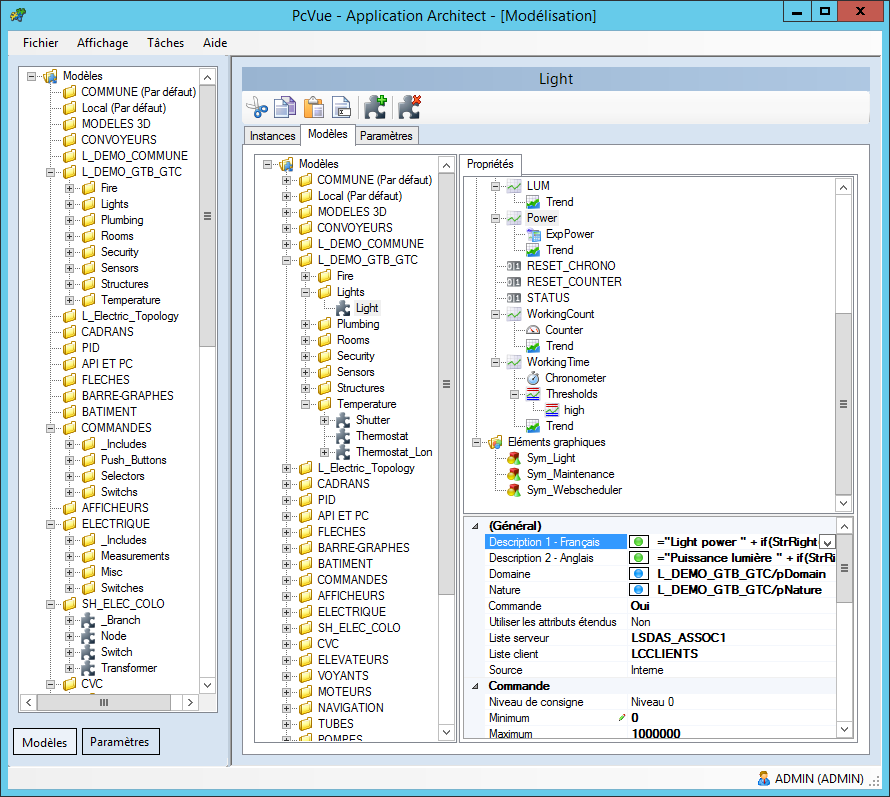 PcVue - Application Architect - [Modélisation]
Fichier Affichage Tâches Aide
Modèles
COMMUNE (Par défaut)
Local (Par défaut)
MODELES 3D
CONVOYEURS
L_DEMO_COMMUNE
L_DEMO_GTB_GTC
Fire
Lights
Plumbing
Rooms
Security
Sensors
Structures
Temperature
L_Electric_Topology
CADRANS
PID
API ET PC
FLECHES
BARRE-GRAPHES
BATIMENT
COMMANDES
_Includes
Push_Buttons
Selectors
Switchs
AFFICHEURS
ELECTRIQUE
_Includes
Measurements
Misc
Switches
SH_ELEC_COLO
_Branch
Node
Switch
Transformer
CVC
Modèles Paramètres
Light
Instances Modèles Paramètres
Modèles
COMMUNE (Par défaut)
Local (Par défaut)
MODELES 3D
CONVOYEURS
L_DEMO_COMMUNE
L_DEMO_GTB_GTC
Fire
Lights
Light
Plumbing
Rooms
Security
Sensors
Structures
Temperature
Shutter
Thermostat
Thermostat_Lon
L_Electric_Topology
CADRANS
PID
API ET PC
FLECHES
BARRE-GRAPHES
BATIMENT
COMMANDES
AFFICHEURS
ELECTRIQUE
SH_ELEC_COLO
CVC
ELEVATEURS
VOYANTS
MOTEURS
NAVIGATION
TUBES
POMPES
Propriétés
LUM
Trend
Power
ExpPower
Trend
RESET_CHRONO
RESET_COUNTER
STATUS
WorkingCount
Counter
Trend
WorkingTime
Chronometer
Thresholds
high
Trend
Eléments graphiques
Sym_Light
Sym_Maintenance
Sym_Webscheduler
(Général)
Description 1 - Français ="Light power " + if(StrRight
Description 2 - Anglais ="Puissance lumière " + if(StrRi
Domaine L_DEMO_GTB_GTC/pDomain
Nature L_DEMO_GTB_GTC/pNature
Commande Oui
Utiliser les attributs étendus Non
Liste serveur LSDAS_ASSOC1
Liste client LCCLIENTS
Source Interne
Commande
Niveau de consigne Niveau 0
Minimum 0
Maximum 1000000
ADMIN (ADMIN)